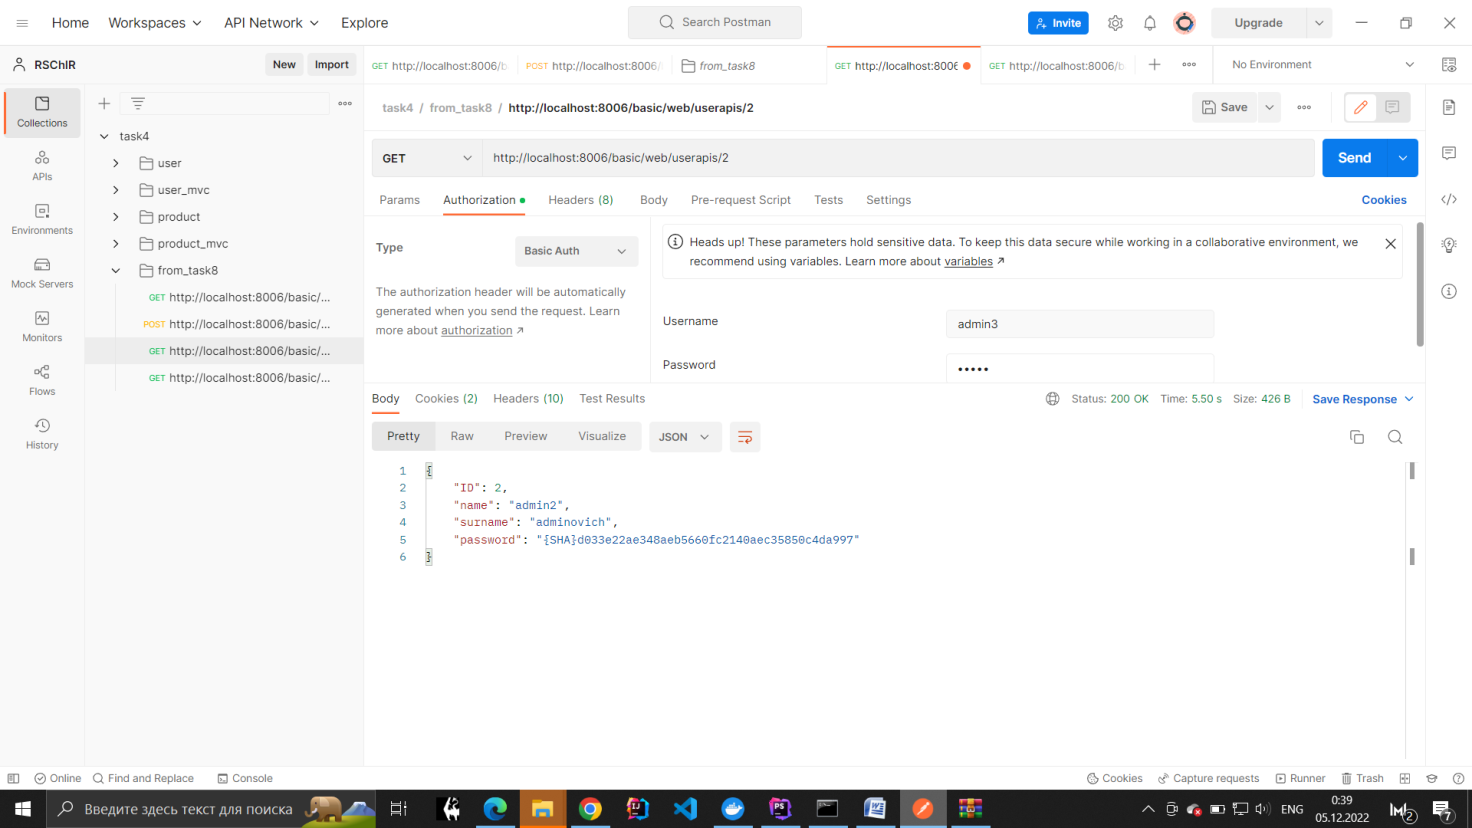 Home Workspaces API Network Explore Search Postman Invite Upgrade
RSChIR New Import GET http://localhost:8006/b POST http://localhost:8006/ from_task8 GET http://localhost:8006 GET http://localhost:8006/b No Environment
Collections
APIs
Environments
Mock Servers
Monitors
Flows
History
task4
user
user_mvc
product
product_mvc
from_task8
GET http://localhost:8006/basic/...
POST http://localhost:8006/basic/...
GET http://localhost:8006/basic/...
GET http://localhost:8006/basic/...
task4 / from_task8 / http://localhost:8006/basic/web/userapis/2 Save
GET http://localhost:8006/basic/web/userapis/2 Send
Params Authorization Headers (8) Body Pre-request Script Tests Settings Cookies
Type Basic Auth
The authorization header will be automatically
generated when you send the request. Learn
more about authorization ↗
Heads up! These parameters hold sensitive data. To keep this data secure while working in a collaborative environment, we
recommend using variables. Learn more about variables ↗
Username admin3
Password •••••
Body Cookies (2) Headers (10) Test Results Status: 200 OK Time: 5.50 s Size: 426 B Save Response
Pretty Raw Preview Visualize JSON
1 {
2 "ID": 2,
3 "name": "admin2",
4 "surname": "adminovich",
5 "password": "{SHA}d033e22ae348aeb5660fc2140aec35850c4da997"
6 }
Online Find and Replace Console Cookies Capture requests Runner Trash
Введите здесь текст для поиска ENG 0:39
05.12.2022
2
7